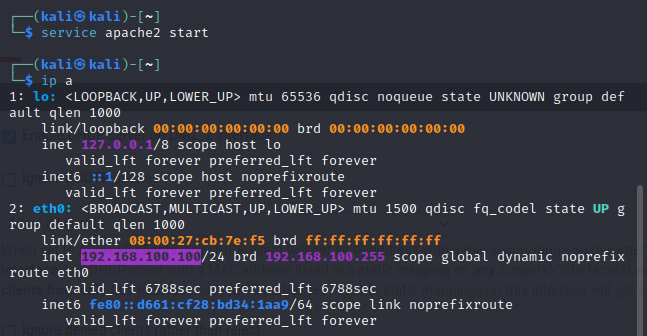 ┌──(kali㉿kali)-[~]
└─$ service apache2 start
┌──(kali㉿kali)-[~]
└─$ ip a
1: lo: <LOOPBACK,UP,LOWER_UP> mtu 65536 qdisc noqueue state UNKNOWN group def
ault qlen 1000
    link/loopback 00:00:00:00:00:00 brd 00:00:00:00:00:00
    inet 127.0.0.1/8 scope host lo
       valid_lft forever preferred_lft forever
    inet6 ::1/128 scope host noprefixroute
       valid_lft forever preferred_lft forever
2: eth0: <BROADCAST,MULTICAST,UP,LOWER_UP> mtu 1500 qdisc fq_codel state UP g
roup default qlen 1000
    link/ether 08:00:27:cb:7e:f5 brd ff:ff:ff:ff:ff:ff
    inet 192.168.100.100/24 brd 192.168.100.255 scope global dynamic noprefix
route eth0
       valid_lft 6788sec preferred_lft 6788sec
    inet6 fe80::d661:cf28:bd34:1aa9/64 scope link noprefixroute
       valid_lft forever preferred_lft forever